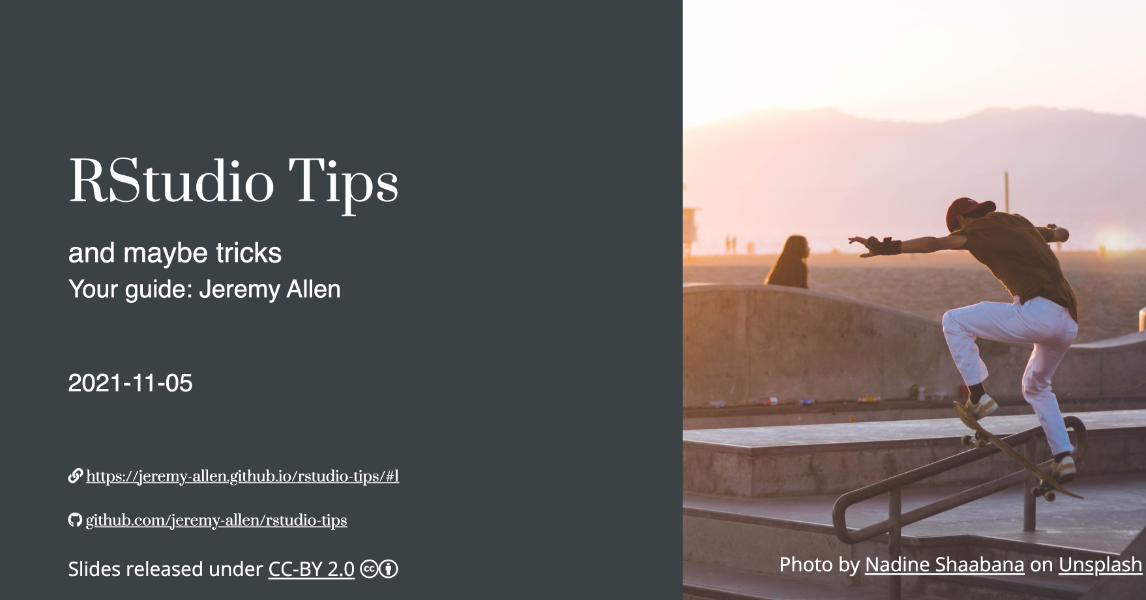 RStudio Tips
and maybe tricks
Your guide: Jeremy Allen
2021-11-05
https://jeremy-allen.github.io/rstudio-tips/#1
github.com/jeremy-allen/rstudio-tips
Slides released under CC-BY 2.0
Photo by Nadine Shaabana on Unsplash